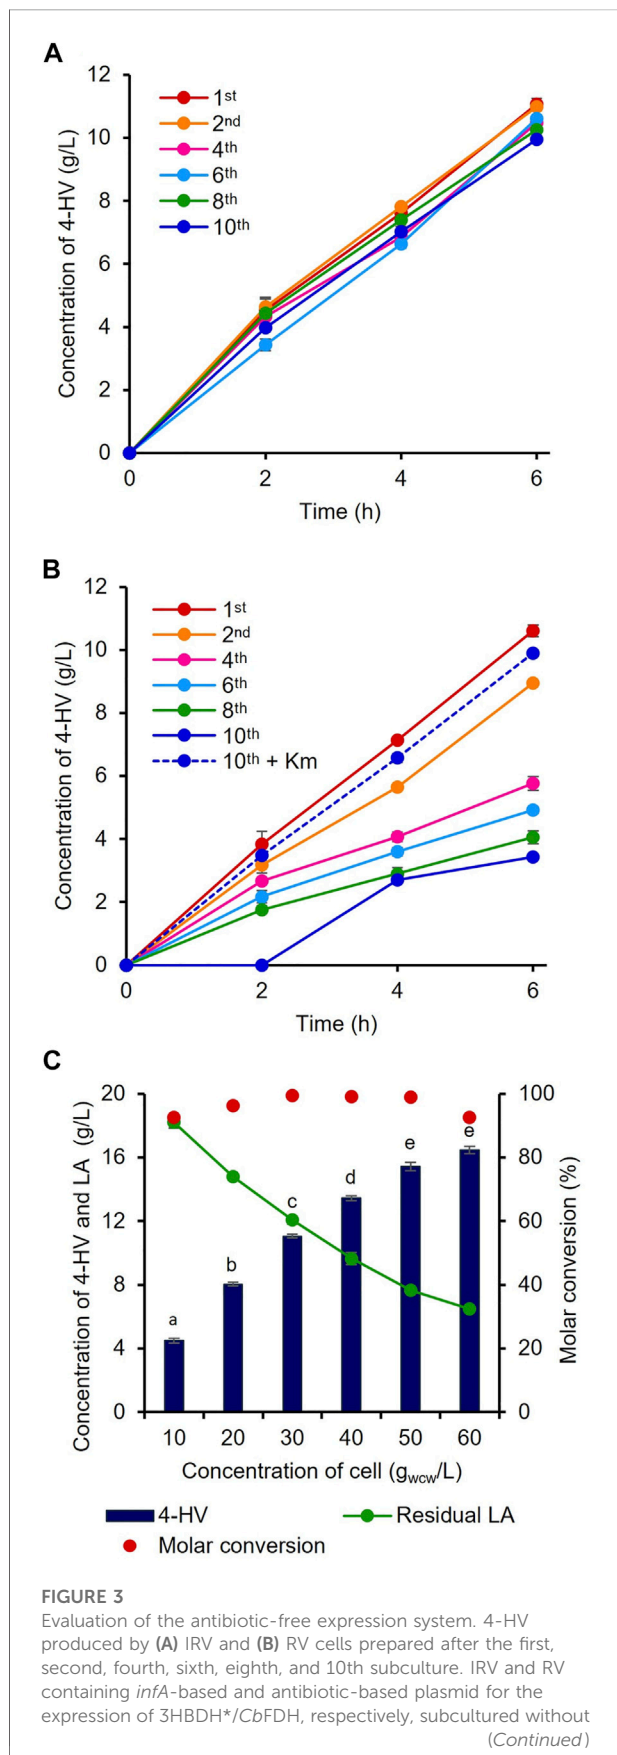 A
12
10
8
6
4
2
0
Concentration of 4-HV (g/L)
1st
2nd
4th
6th
8th
10th
0 2 4 6
Time (h)
B
12
10
8
6
4
2
0
Concentration of 4-HV (g/L)
1st
2nd
4th
6th
8th
10th
10th + Km
0 2 4 6
Time (h)
C
20
16
12
8
4
0
Concentration of 4-HV and LA (g/L)
100
80
60
40
20
0
Molar conversion (%)
a b c d e e
10 20 30 40 50 60
Concentration of cell (gwcw/L)
4-HV Residual LA
Molar conversion
FIGURE 3
Evaluation of the antibiotic-free expression system. 4-HV
produced by (A) IRV and (B) RV cells prepared after the first,
second, fourth, sixth, eighth, and 10th subculture. IRV and RV
containing infA-based and antibiotic-based plasmid for the
expression of 3HBDH*/CbFDH, respectively, subcultured without
(Continued)